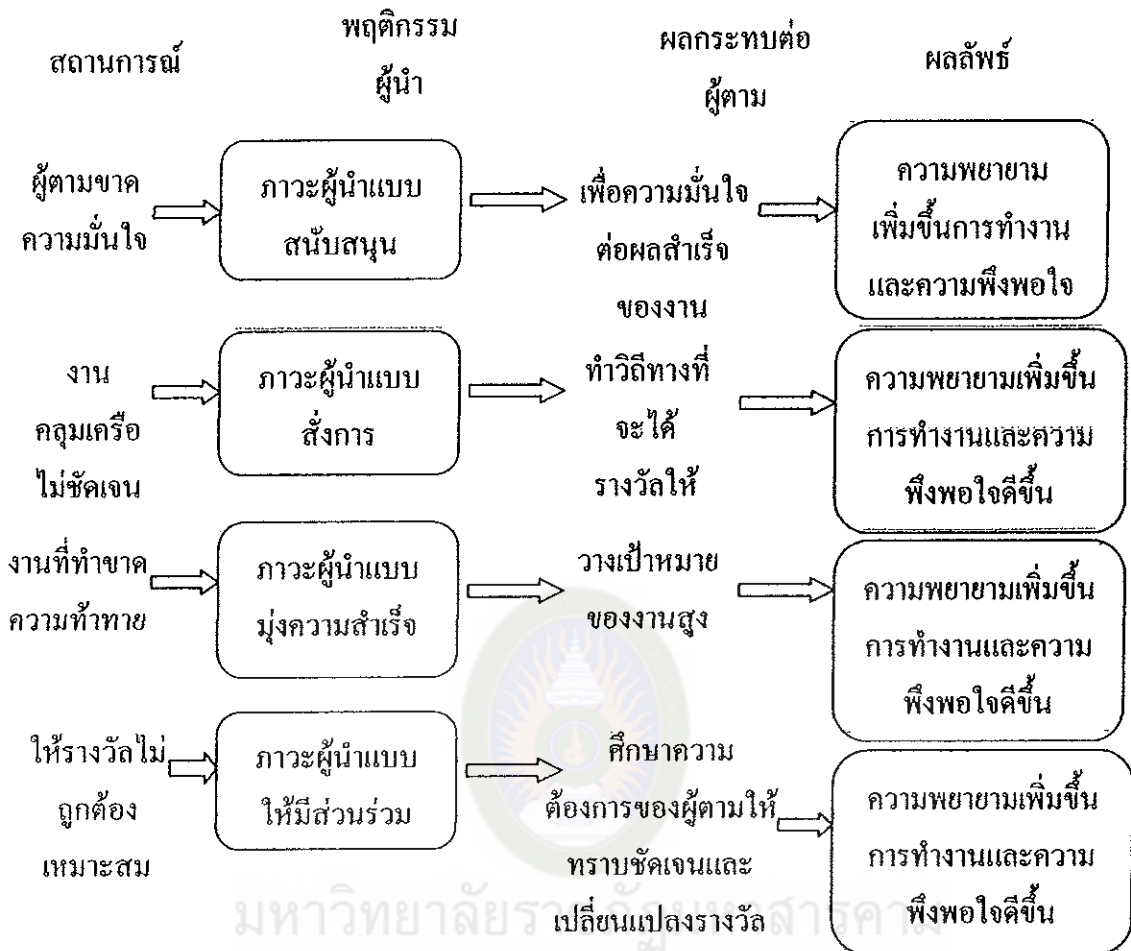 สถานการณ์
พฤติกรรม
ผู้นำ
ผลกระทบต่อ
ผู้ตาม
ผลลัพธ์
ผู้ตามขาด
ความมั่นใจ
ภาวะผู้นำแบบ
สนับสนุน
เพื่อความมั่นใจ
ต่อผลสำเร็จ
ของงาน
ความพยายาม
เพิ่มขึ้นการทำงาน
และความพึงพอใจ
งาน
คลุมเครือ
ไม่ชัดเจน
ภาวะผู้นำแบบ
สั่งการ
ทำวิถีทางที่
จะได้
รางวัลให้
ความพยายามเพิ่มขึ้น
การทำงานและความ
พึงพอใจดีขึ้น
งานที่ทำขาด
ความท้าทาย
ภาวะผู้นำแบบ
มุ่งความสำเร็จ
วางเป้าหมาย
ของงานสูง
ความพยายามเพิ่มขึ้น
การทำงานและความ
พึงพอใจดีขึ้น
ให้รางวัลไม่
ถูกต้อง
เหมาะสม
ภาวะผู้นำแบบ
ให้มีส่วนร่วม
ศึกษาความ
ต้องการของผู้ตามให้
ทราบชัดเจนและ
เปลี่ยนแปลงรางวัล
ความพยายามเพิ่มขึ้น
การทำงานและความ
พึงพอใจดีขึ้น
มหาวิทยาลัยราชภัฏมหาสารคาม